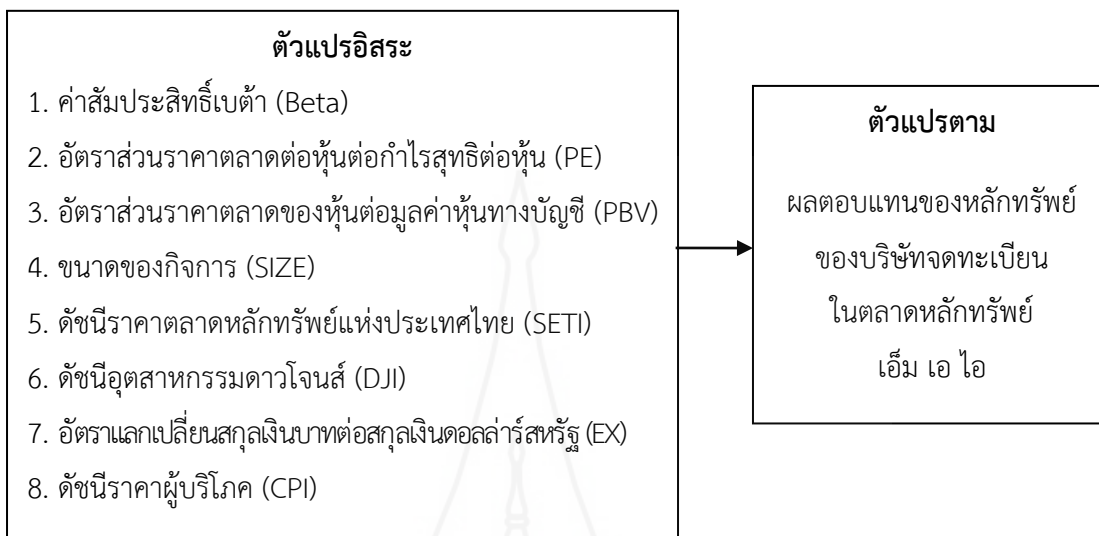 ตัวแปรอิสระ
1. ค่าสัมประสิทธิ์เบต้า (Beta)
2. อัตราส่วนราคาตลาดต่อหุ้นต่อกำไรสุทธิต่อหุ้น (PE)
3. อัตราส่วนราคาตลาดของหุ้นต่อมูลค่าหุ้นทางบัญชี (PBV)
4. ขนาดของกิจการ (SIZE)
5. ดัชนีราคาตลาดหลักทรัพย์แห่งประเทศไทย (SETI)
6. ดัชนีอุตสาหกรรมดาวโจนส์ (DJI)
7. อัตราแลกเปลี่ยนสกุลเงินบาทต่อสกุลเงินดอลล่าร์สหรัฐ (EX)
8. ดัชนีราคาผู้บริโภค (CPI)
ตัวแปรตาม
ผลตอบแทนของหลักทรัพย์
ของบริษัทจดทะเบียน
ในตลาดหลักทรัพย์
เอ็ม เอ ไอ